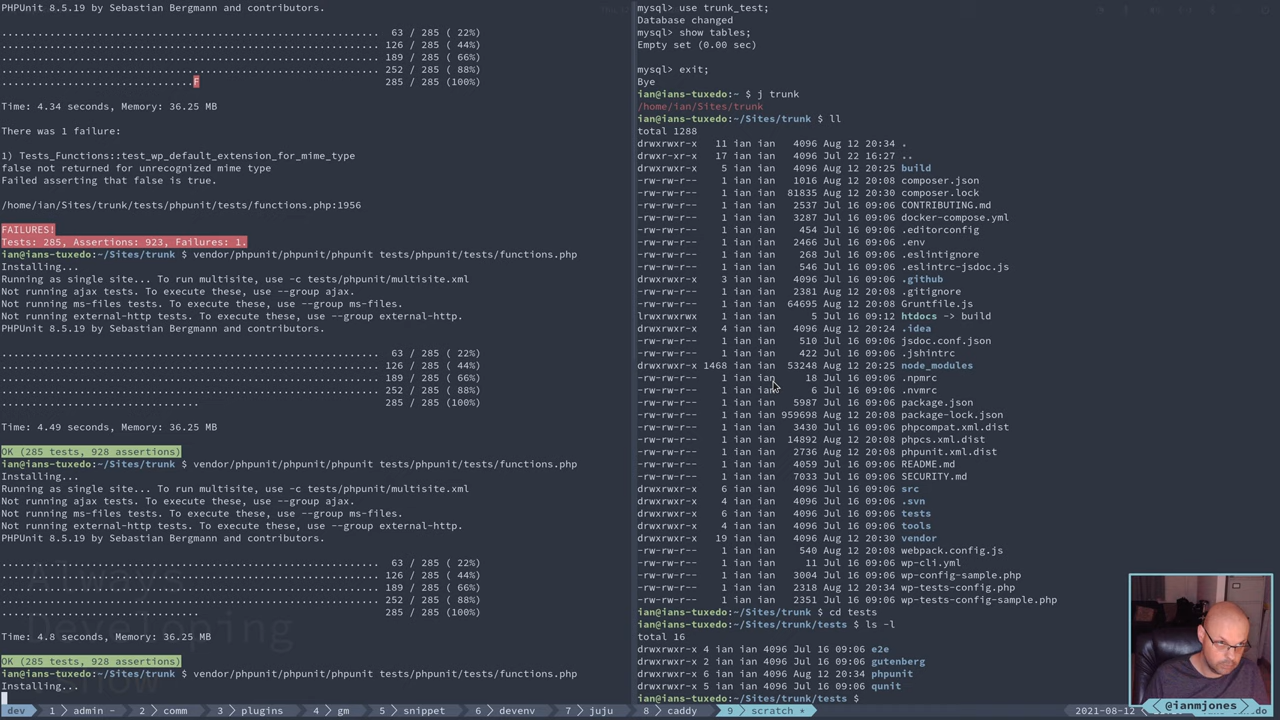 PHPUnit 8.5.19 by Sebastian Bergmann and contributors.
............................................................... 63 / 285 ( 22%)
............................................................... 126 / 285 ( 44%)
............................................................... 189 / 285 ( 66%)
............................................................... 252 / 285 ( 88%)
................................F 285 / 285 (100%)
Time: 4.34 seconds, Memory: 36.25 MB
There was 1 failure:
1) Tests_Functions::test_wp_default_extension_for_mime_type
false not returned for unrecognized mime type
Failed asserting that false is true.
/home/ian/Sites/trunk/tests/phpunit/tests/functions.php:1956
FAILURES!
Tests: 285, Assertions: 923, Failures: 1.
ian@ians-tuxedo:~/Sites/trunk $ vendor/phpunit/phpunit/phpunit tests/phpunit/tests/functions.php
Installing...
Running as single site... To run multisite, use -c tests/phpunit/multisite.xml
Not running ajax tests. To execute these, use --group ajax.
Not running ms-files tests. To execute these, use --group ms-files.
Not running external-http tests. To execute these, use --group external-http.
PHPUnit 8.5.19 by Sebastian Bergmann and contributors.
............................................................... 63 / 285 ( 22%)
............................................................... 126 / 285 ( 44%)
............................................................... 189 / 285 ( 66%)
............................................................... 252 / 285 ( 88%)
................................. 285 / 285 (100%)
Time: 4.49 seconds, Memory: 36.25 MB
OK (285 tests, 928 assertions)
ian@ians-tuxedo:~/Sites/trunk $ vendor/phpunit/phpunit/phpunit tests/phpunit/tests/functions.php
Installing...
Running as single site... To run multisite, use -c tests/phpunit/multisite.xml
Not running ajax tests. To execute these, use --group ajax.
Not running ms-files tests. To execute these, use --group ms-files.
Not running external-http tests. To execute these, use --group external-http.
PHPUnit 8.5.19 by Sebastian Bergmann and contributors.
............................................................... 63 / 285 ( 22%)
............................................................... 126 / 285 ( 44%)
............................................................... 189 / 285 ( 66%)
............................................................... 252 / 285 ( 88%)
................................. 285 / 285 (100%)
Always
Developing
Time: 4.8 seconds, Memory: 36.25 MB
OK (285 tests, 928 assertions)
ian@ians-tuxedo:~/Sites/trunk $ vendor/phpunit/phpunit/phpunit tests/phpunit/tests/functions.php
Installing...
mysql> use trunk_test;
Database changed
mysql> show tables;
Empty set (0.00 sec)
mysql> exit;
Bye
ian@ians-tuxedo:~ $ j trunk
/home/ian/Sites/trunk
ian@ians-tuxedo:~/Sites/trunk $ ll
total 1288
drwxrwxr-x 11 ian ian 4096 Aug 12 20:34 .
drwxrwxr-x 17 ian ian 4096 Jul 22 16:27 ..
drwxrwxr-x 5 ian ian 4096 Aug 12 20:25 build
-rw-rw-r-- 1 ian ian 1016 Aug 12 20:08 composer.json
-rw-rw-r-- 1 ian ian 81835 Aug 12 20:08 composer.lock
-rw-rw-r-- 1 ian ian 2537 Jul 16 09:06 CONTRIBUTING.md
-rw-rw-r-- 1 ian ian 3287 Jul 16 09:06 docker-compose.yml
-rw-rw-r-- 1 ian ian 454 Jul 16 09:06 .editorconfig
-rw-rw-r-- 1 ian ian 2466 Jul 16 09:06 .env
-rw-rw-r-- 1 ian ian 268 Jul 16 09:06 .eslintignore
-rw-rw-r-- 1 ian ian 546 Jul 16 09:06 .eslintrc-jsdoc.js
drwxrwxr-x 3 ian ian 4096 Jul 16 09:06 .github
-rw-rw-r-- 1 ian ian 2381 Aug 12 20:08 .gitignore
-rw-rw-r-- 1 ian ian 64695 Aug 12 20:08 Gruntfile.js
lrwxrwxrwx 1 ian ian 5 Jul 16 09:12 htdocs -> build
drwxrwxr-x 4 ian ian 4096 Aug 12 20:24 .idea
-rw-rw-r-- 1 ian ian 510 Jul 16 09:06 jsdoc.conf.json
-rw-rw-r-- 1 ian ian 422 Jul 16 09:06 .jshintrc
drwxrwxr-x 1468 ian ian 53248 Aug 12 20:25 node_modules
-rw-rw-r-- 1 ian ian 18 Jul 16 09:06 .npmrc
-rw-rw-r-- 1 ian ian 6 Jul 16 09:06 .nvmrc
-rw-rw-r-- 1 ian ian 5987 Jul 16 09:06 package.json
-rw-rw-r-- 1 ian ian 959698 Aug 12 20:08 package-lock.json
-rw-rw-r-- 1 ian ian 3430 Jul 16 09:06 phpcompat.xml.dist
-rw-rw-r-- 1 ian ian 14892 Aug 12 20:08 phpcs.xml.dist
-rw-rw-r-- 1 ian ian 2736 Aug 12 20:08 phpunit.xml.dist
-rw-rw-r-- 1 ian ian 4059 Jul 16 09:06 README.md
-rw-rw-r-- 1 ian ian 7033 Jul 16 09:06 SECURITY.md
drwxrwxr-x 6 ian ian 4096 Jul 16 09:06 src
drwxrwxr-x 4 ian ian 4096 Aug 12 20:08 .svn
drwxrwxr-x 6 ian ian 4096 Jul 16 09:06 tests
drwxrwxr-x 4 ian ian 4096 Jul 16 09:06 tools
drwxrwxr-x 19 ian ian 4096 Aug 12 20:30 vendor
-rw-rw-r-- 1 ian ian 540 Aug 12 20:08 webpack.config.js
-rw-rw-r-- 1 ian ian 11 Jul 16 09:06 wp-cli.yml
-rw-rw-r-- 1 ian ian 3004 Jul 16 09:06 wp-config-sample.php
-rw-rw-r-- 1 ian ian 2318 Aug 12 20:34 wp-tests-config.php
-rw-rw-r-- 1 ian ian 2351 Jul 16 09:06 wp-tests-config-sample.php
ian@ians-tuxedo:~/Sites/trunk $ cd tests
ian@ians-tuxedo:~/Sites/trunk/tests $ ls -l
total 16
drwxrwxr-x 4 ian ian 4096 Jul 16 09:06 e2e
drwxrwxr-x 2 ian ian 4096 Jul 16 09:06 gutenberg
drwxrwxr-x 6 ian ian 4096 Aug 12 20:34 phpunit
drwxrwxr-x 5 ian ian 4096 Jul 16 09:06 qunit
ian@ians-tuxedo:~/Sites/trunk/tests $
dev 1 admin - 2 comm 3 plugins 4 gm 5 snippet 6 devenv 7 juju 8 caddy 9 scratch * 2021-08-12
@ianmjones